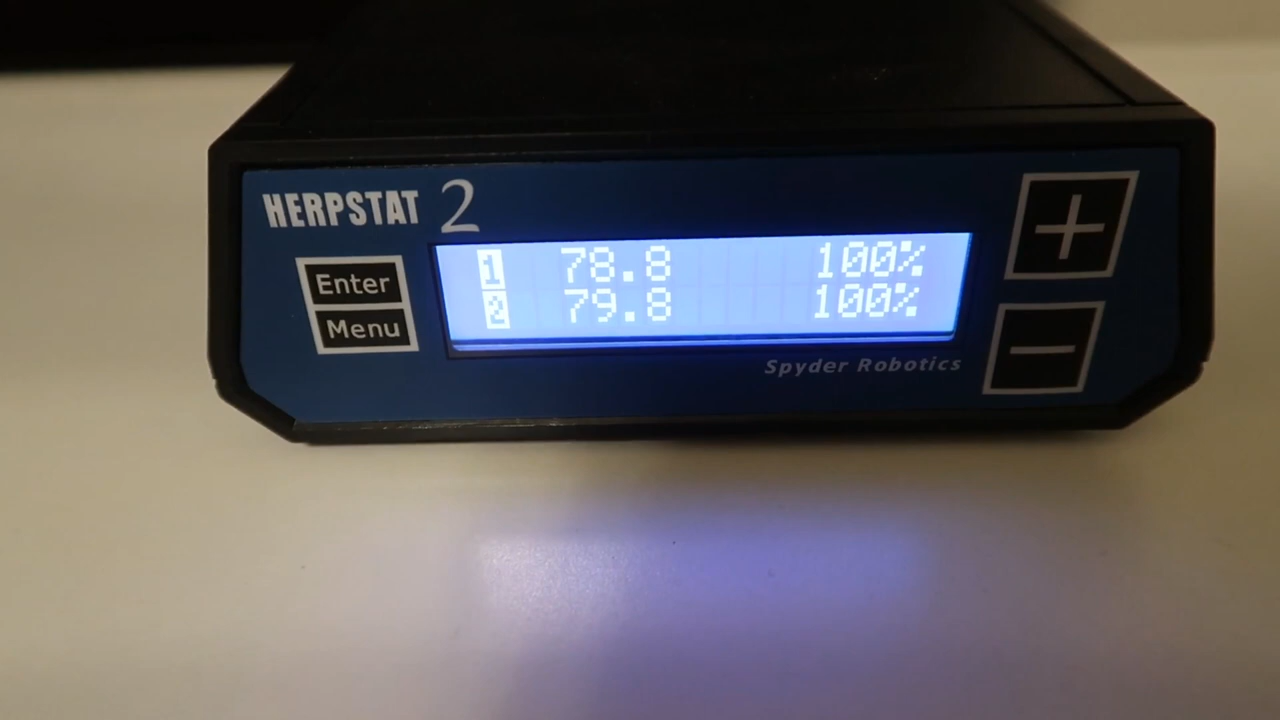 HERPSTAT 2
Enter
Menu
1 78.8 100%
2 79.8 100%
Spyder Robotics
+
−